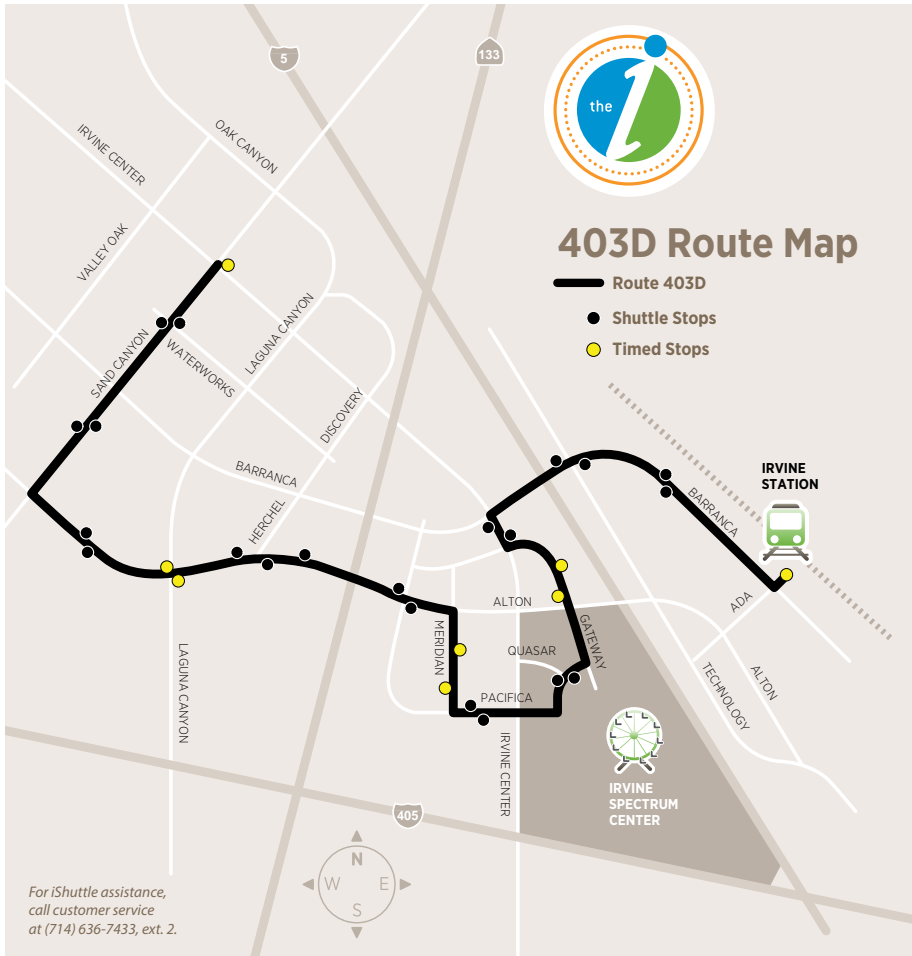 5
133
the
i
OAK CANYON
IRVINE CENTER
VALLEY OAK
403D Route Map
Route 403D
Shuttle Stops
Timed Stops
LAGUNA CANYON
SAND CANYON
WATERWORKS
DISCOVERY
BARRANCA
HERCHEL
IRVINE
STATION
BARRANCA
ADA
ALTON
GATEWAY
MERIDIAN
QUASAR
LAGUNA CANYON
PACIFICA
TECHNOLOGY
ALTON
IRVINE CENTER
IRVINE
SPECTRUM
CENTER
405
N
W E
S
For iShuttle assistance,
call customer service
at (714) 636-7433, ext. 2.